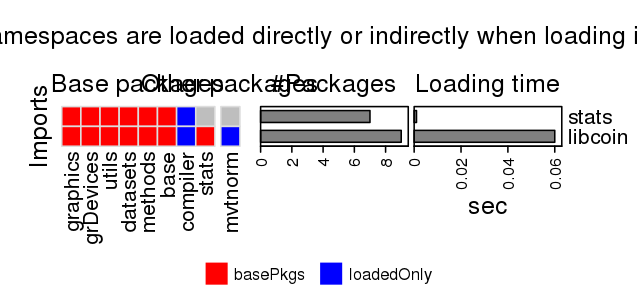 amespaces are loaded directly or indirectly when loading i
Base packages
Other packages
#Packages
Loading time
Imports
stats
libcoin
graphics
grDevices
utils
datasets
methods
base
compiler
stats
mvtnorm
0 2 4 6 8
0 0.02 0.04 0.06
sec
basePkgs
loadedOnly